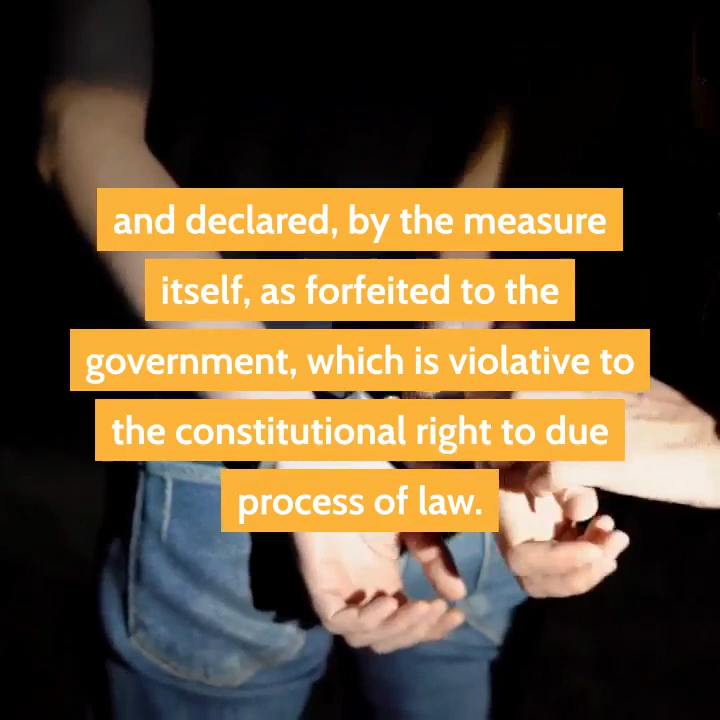 and declared, by the measure
itself, as forfeited to the
government, which is violative to
the constitutional right to due
process of law.